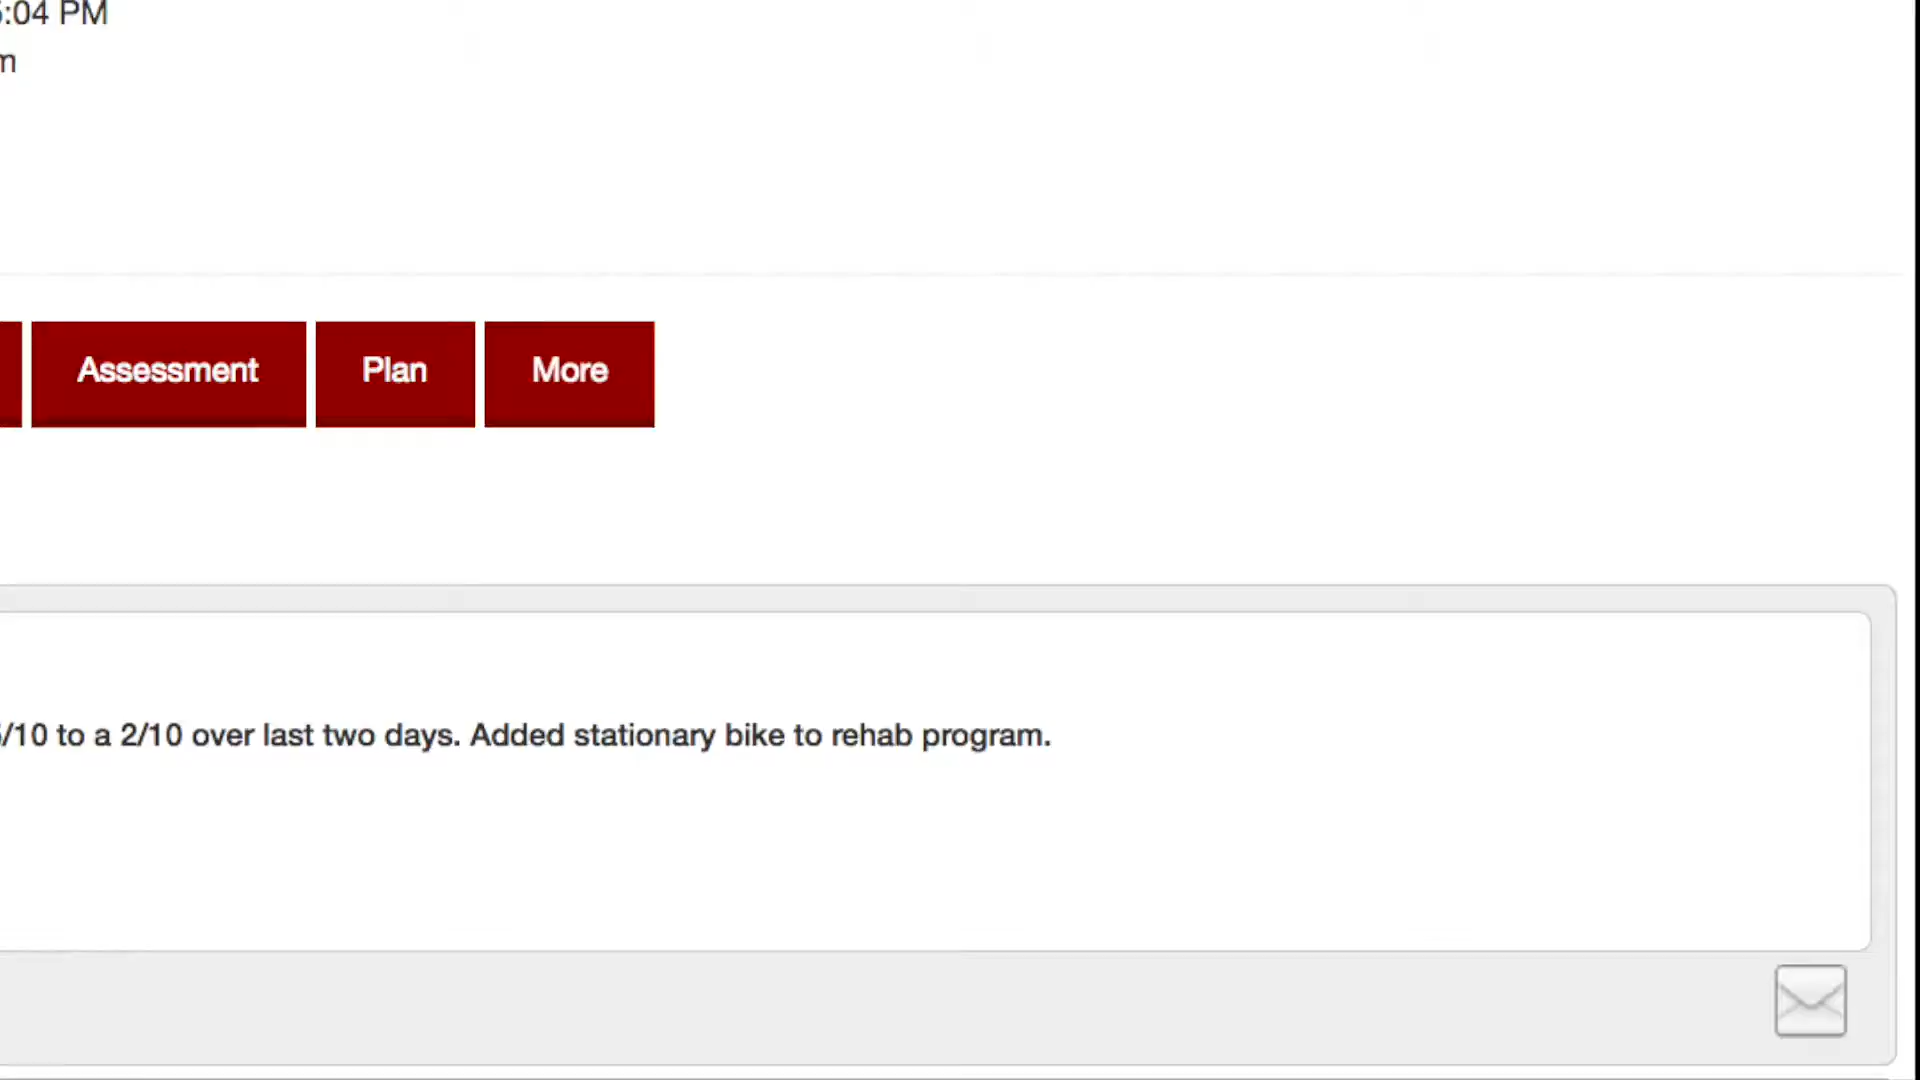 :04 PM
m
Assessment Plan More
/10 to a 2/10 over last two days. Added stationary bike to rehab program.